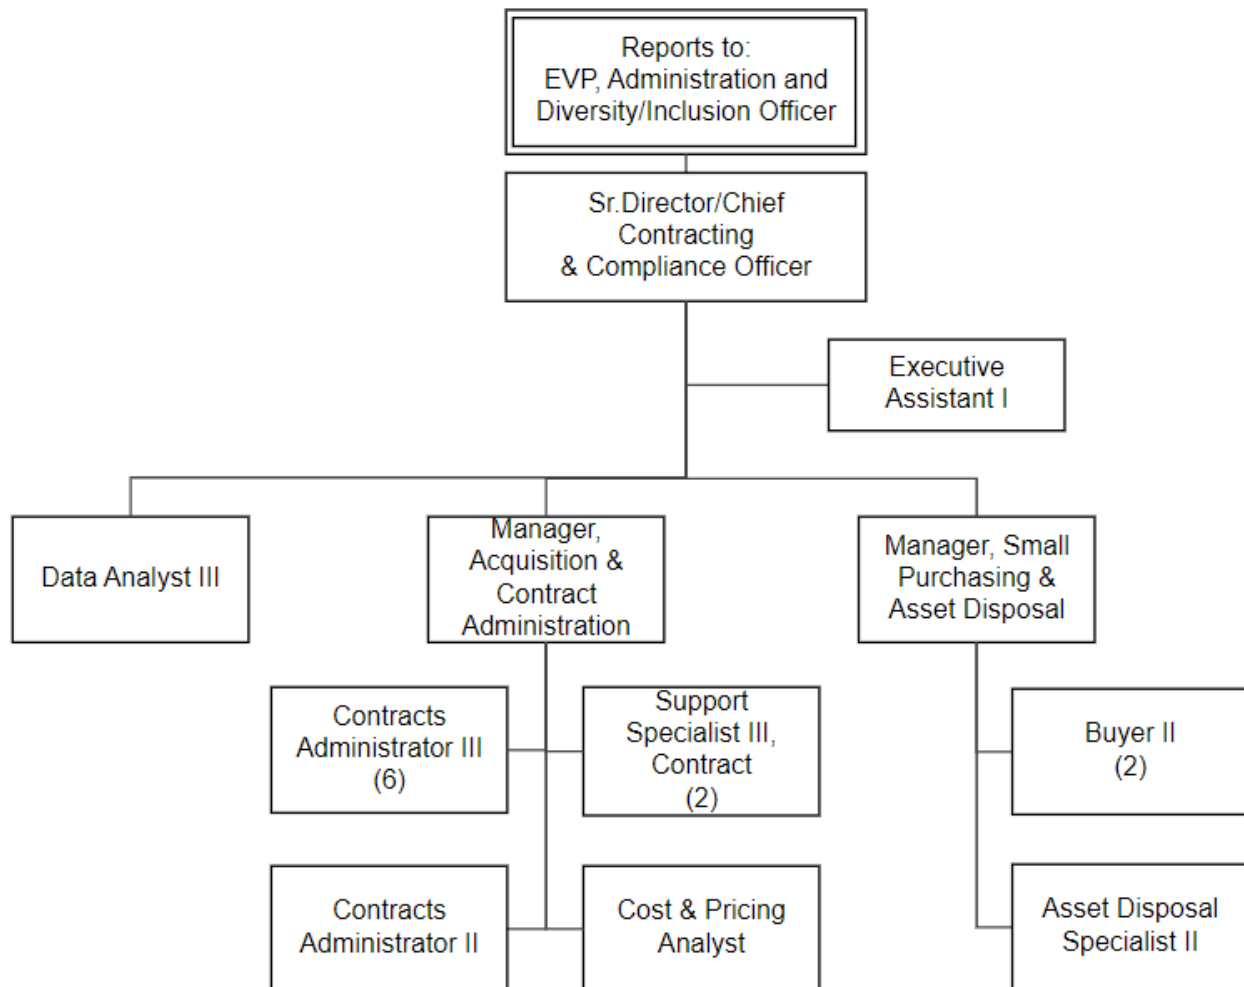 Reports to:
EVP, Administration and
Diversity/Inclusion Officer
Sr.Director/Chief
Contracting
& Compliance Officer
Executive
Assistant I
Data Analyst III
Manager,
Acquisition &
Contract
Administration
Manager, Small
Purchasing &
Asset Disposal
Contracts
Administrator III
(6)
Support
Specialist III,
Contract
(2)
Buyer II
(2)
Contracts
Administrator II
Cost & Pricing
Analyst
Asset Disposal
Specialist II